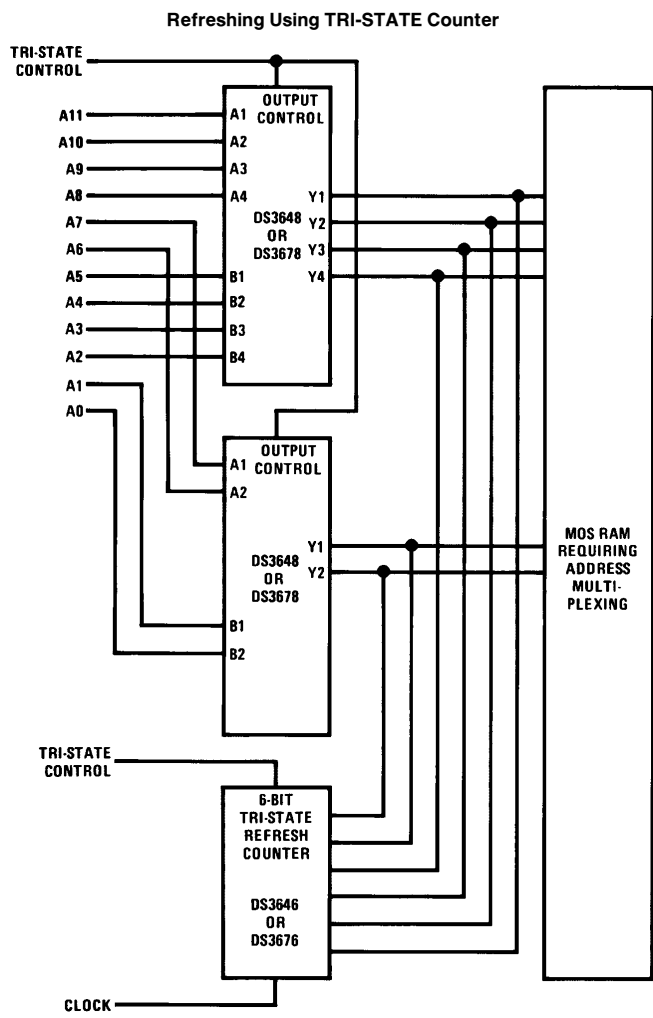 Refreshing Using TRI-STATE Counter
TRI-STATE
CONTROL
OUTPUT
CONTROL
A11
A10
A9
A8
A7
A6
A5
A4
A3
A2
A1
A0
A1
A2
A3
A4
B1
B2
B3
B4
DS3648
OR
DS3678
Y1
Y2
Y3
Y4
OUTPUT
CONTROL
A1
A2
DS3648
OR
DS3678
B1
B2
Y1
Y2
MOS RAM
REQUIRING
ADDRESS
MULTI-
PLEXING
TRI-STATE
CONTROL
6-BIT
TRI-STATE
REFRESH
COUNTER
DS3646
OR
DS3676
CLOCK